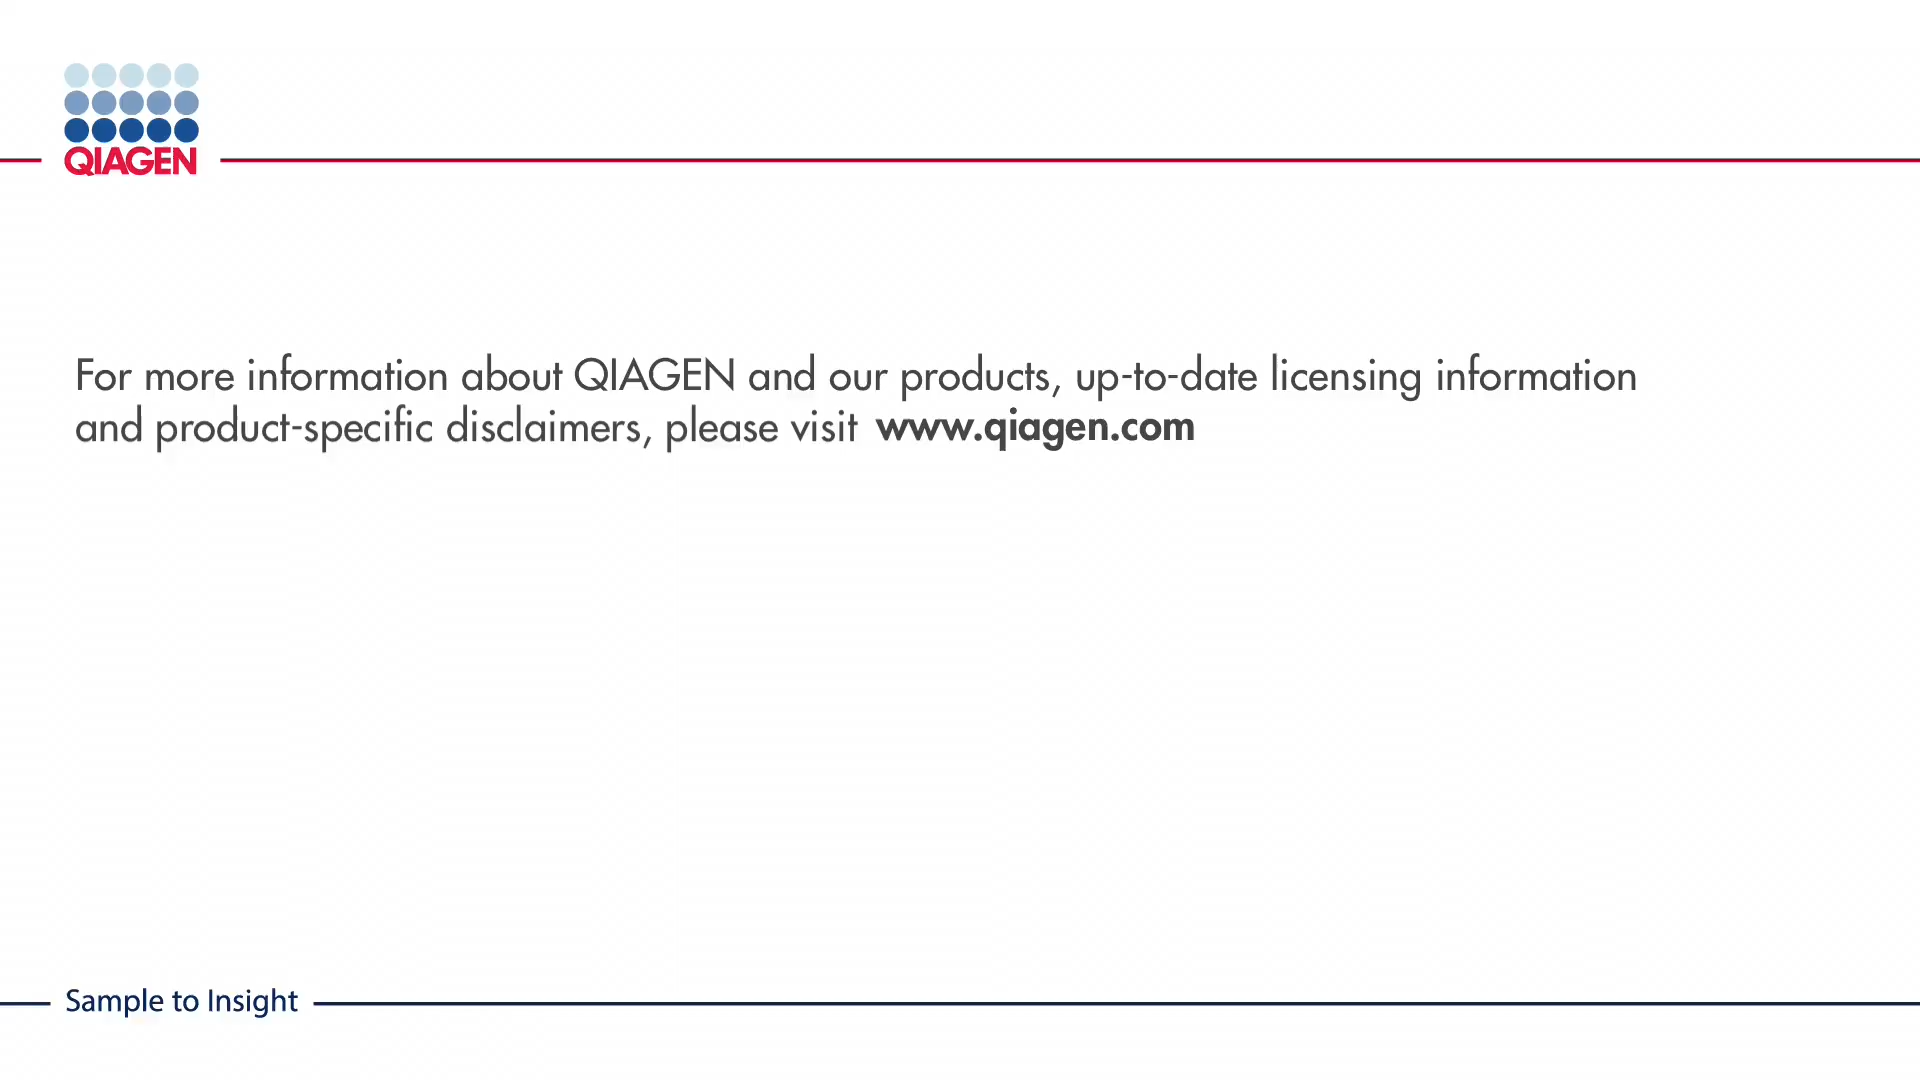 QIAGEN
For more information about QIAGEN and our products, up-to-date licensing information
and product-specific disclaimers, please visit www.qiagen.com
Sample to Insight